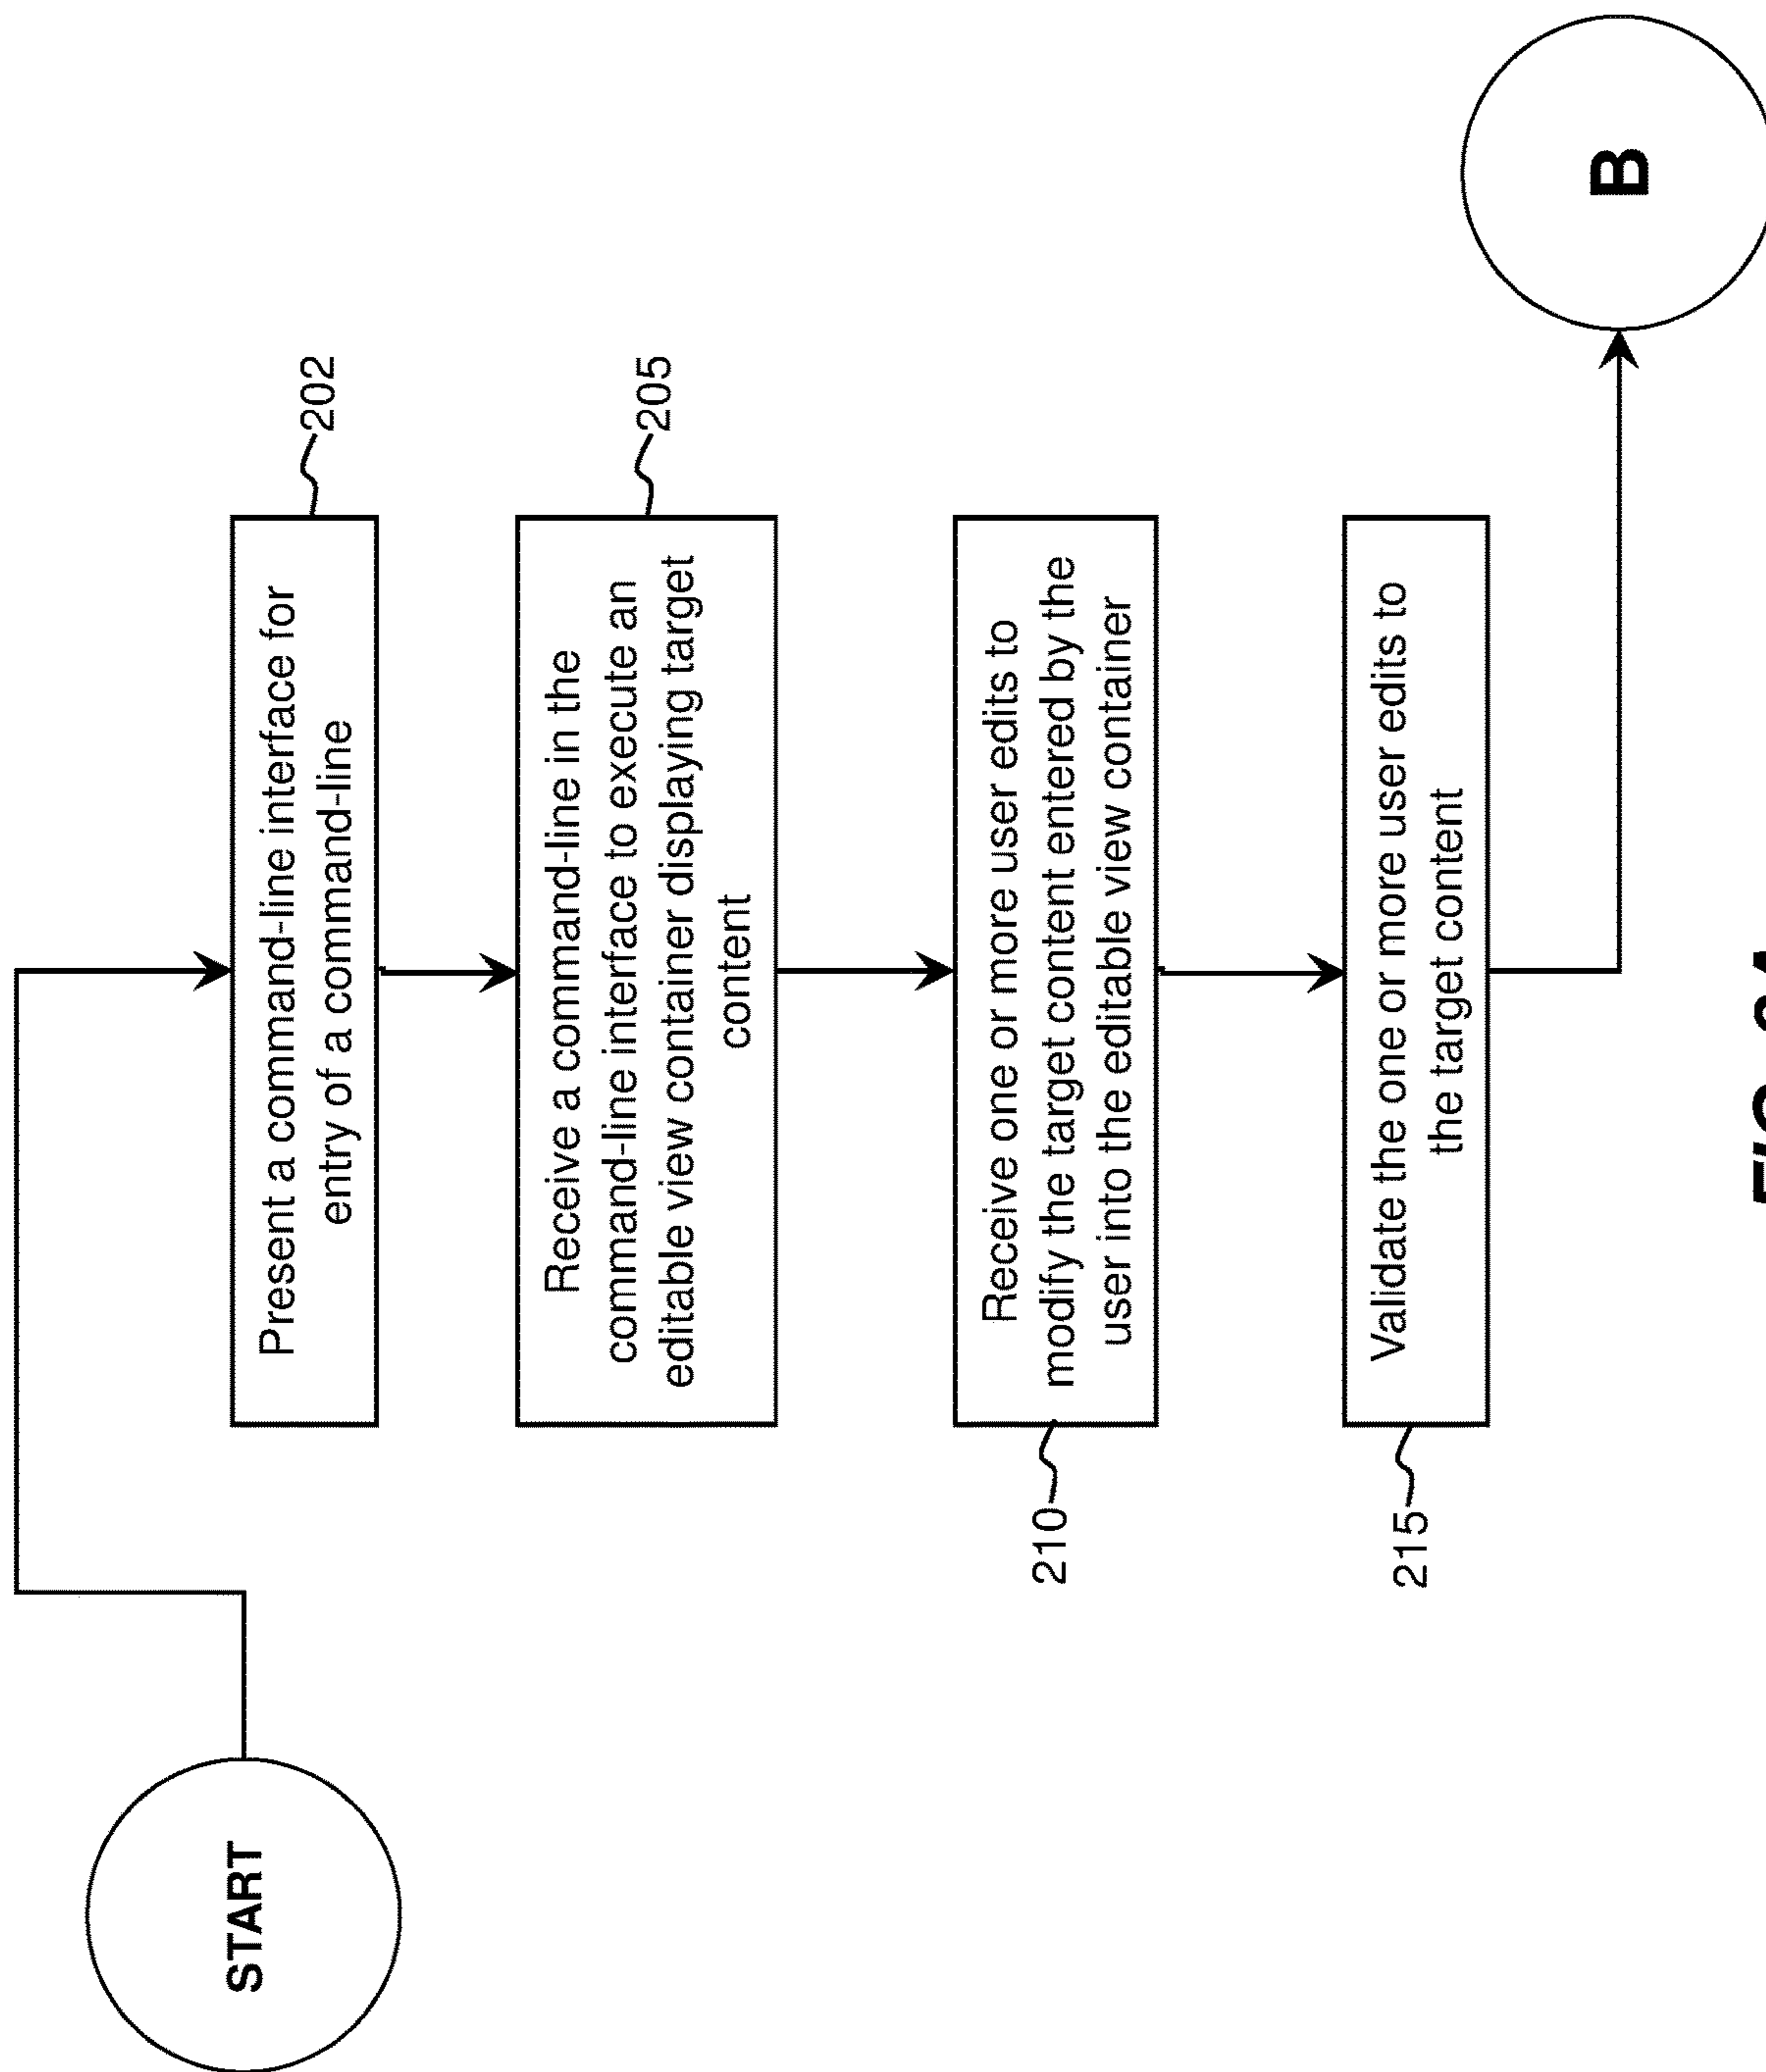 START
Present a command-line interface for
entry of a command-line
202
Receive a command-line in the
command-line interface to execute an
editable view container displaying target
content
205
210
Receive one or more user edits to
modify the target content entered by the
user into the editable view container
215
Validate the one or more user edits to
the target content
B